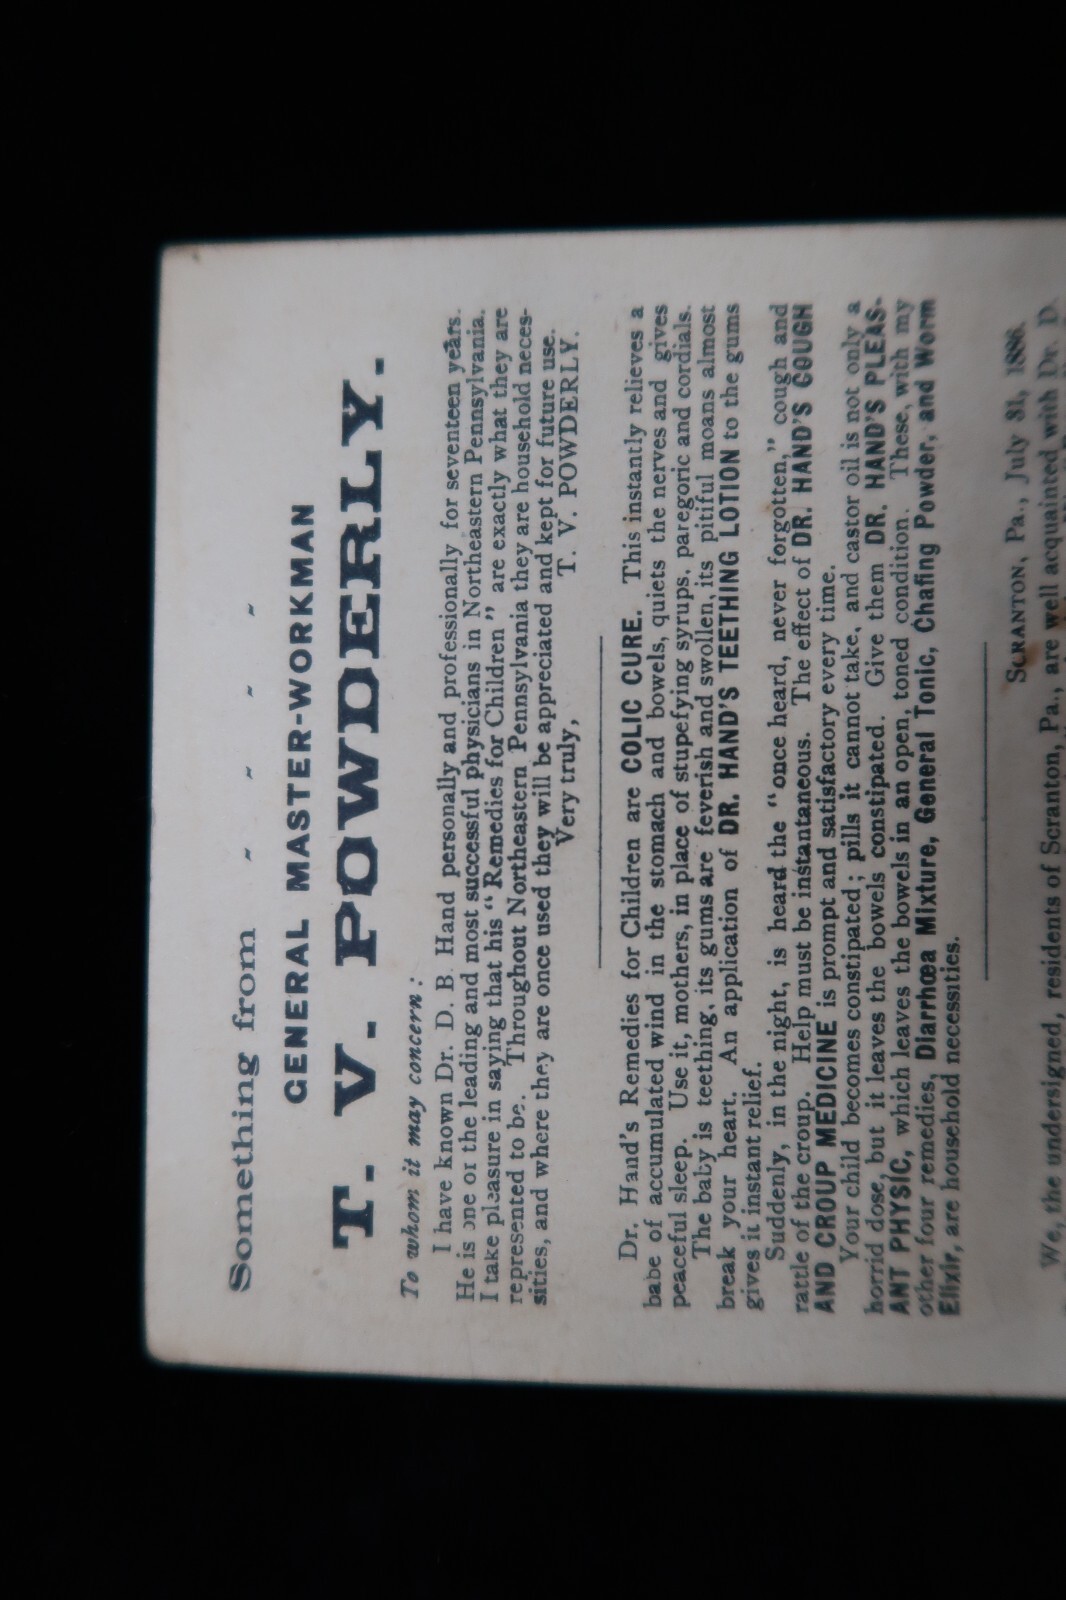 Something from " " " "
GENERAL MASTER-WORKMAN
T. V. POWDERLY.
To whom it may concern:
I have known Dr. D. B. Hand personally and professionally for seventeen years.
He is one or the leading and most successful physicians in Northeastern Pennsylvania.
I take pleasure in saying that his "Remedies for Children" are exactly what they are
represented to be. Throughout Northeastern Pennsylvania they are household neces-
sities, and where they are once used they will be appreciated and kept for future use.
Very truly, T. V. POWDERLY.
Dr. Hand's Remedies for Children are COLIC CURE. This instantly relieves a
babe of accumulated wind in the stomach and bowels, quiets the nerves and gives
peaceful sleep. Use it, mothers, in place of stupefying syrups, paregoric and cordials.
The baby is teething, its gums are feverish and swollen, its pitiful moans almost
break your heart. An application of DR. HAND'S TEETHING LOTION to the gums
gives it instant relief.
Suddenly, in the night, is heard the "once heard, never forgotten," cough and
rattle of the croup. Help must be instantaneous. The effect of DR. HAND'S COUGH
AND CROUP MEDICINE is prompt and satisfactory every time.
Your child becomes constipated; pills it cannot take, and castor oil is not only a
horrid dose, but it leaves the bowels constipated. Give them DR. HAND'S PLEAS-
ANT PHYSIC, which leaves the bowels in an open, toned condition. These, with my
other four remedies, Diarrhœa Mixture, General Tonic, Chafing Powder, and Worm
Elixir, are household necessities.
SCRANTON, Pa., July 31, 1886.
We, the undersigned, residents of Scranton, Pa., are well acquainted with Dr. D.